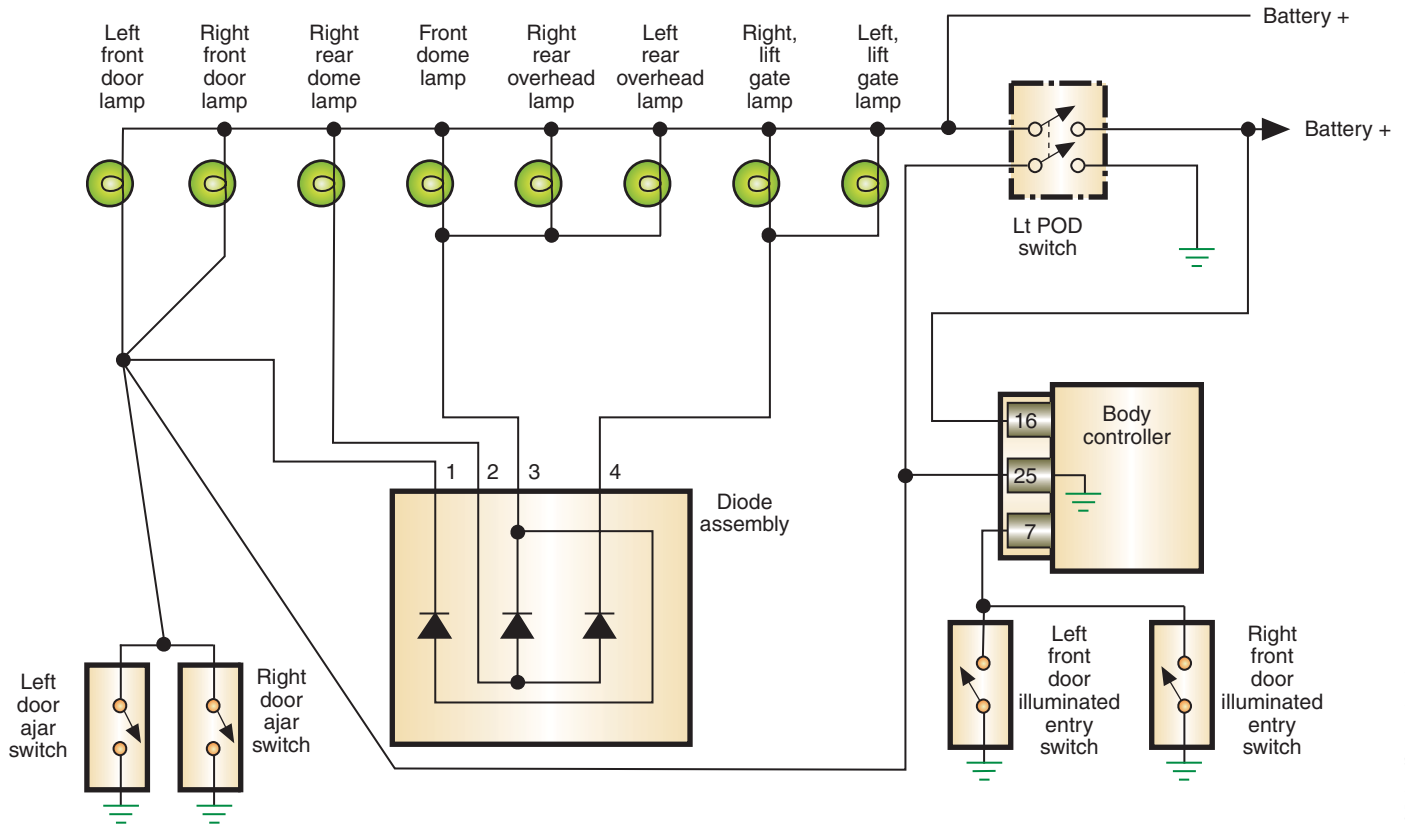 Battery +
Left
front
door
lamp
Right
front
door
lamp
Right
rear
dome
lamp
Front
dome
lamp
Right
rear
overhead
lamp
Left
rear
overhead
lamp
Right,
lift
gate
lamp
Left,
lift
gate
lamp
Battery +
Lt POD
switch
16
25
7
Body
controller
1
2
3
4
Diode
assembly
Left
door
ajar
switch
Right
door
ajar
switch
Left
front
door
illuminated
entry
switch
Right
front
door
illuminated
entry
switch